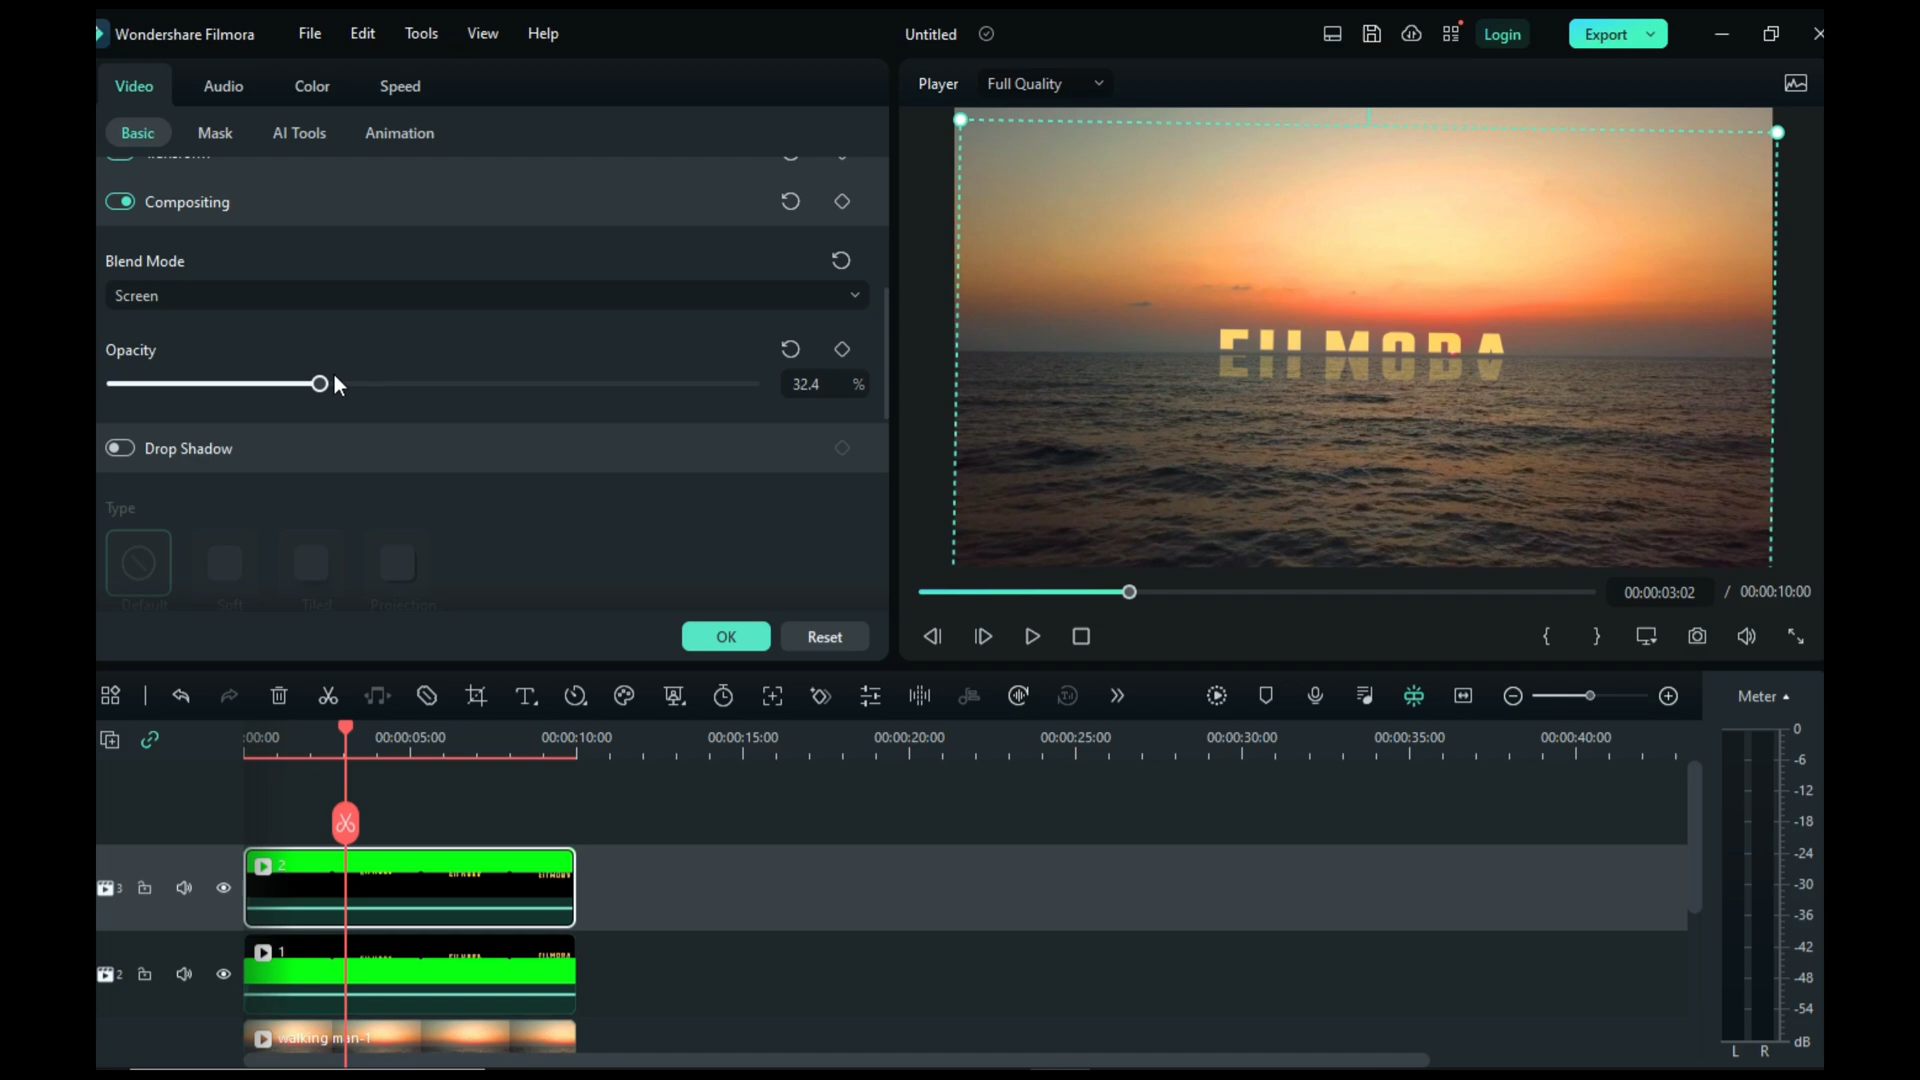 Wondershare Filmora File Edit Tools View Help Untitled Login Export
Video Audio Color Speed
Player Full Quality
Basic Mask AI Tools Animation
Transform
Compositing
Blend Mode
Screen
Opacity
32.4 %
Drop Shadow
Type
Default Soft Tiled Projection
OK Reset
00:00:03:02 / 00:00:10:00
Meter
:00:00 00:00:05:00 00:00:10:00 00:00:15:00 00:00:20:00 00:00:25:00 00:00:30:00 00:00:35:00 00:00:40:00
2
3
1
2
walking man-1
0
-6
-12
-18
-24
-30
-36
-42
-48
-54
dB
L R